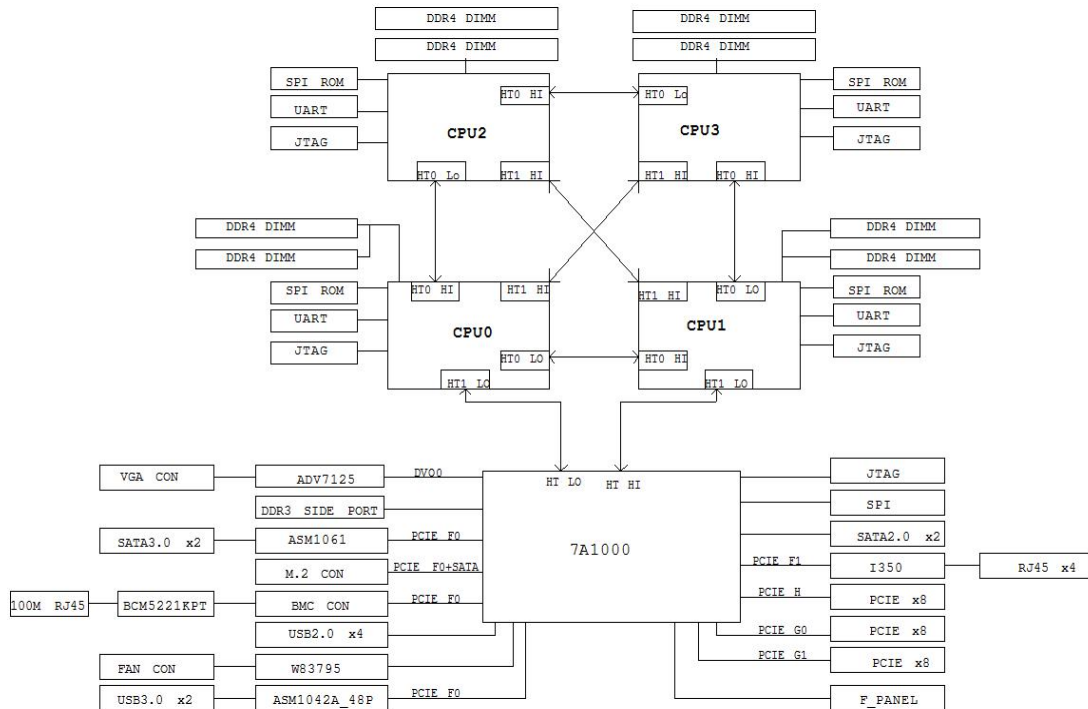 DDR4 DIMM
DDR4 DIMM
DDR4 DIMM
DDR4 DIMM
SPI ROM
UART
JTAG
HT0 HI
CPU2
HT0 Lo
HT1 HI
HT0 Lo
CPU3
HT1 HI
HT0 HI
SPI ROM
UART
JTAG
DDR4 DIMM
DDR4 DIMM
DDR4 DIMM
DDR4 DIMM
SPI ROM
UART
JTAG
HT0 HI
HT1 HI
CPU0
HT0 LO
HT1 LO
HT1 HI
HT0 LO
CPU1
HT0 HI
HT1 LO
SPI ROM
UART
JTAG
VGA CON
ADV7125
DVO0
DDR3 SIDE PORT
SATA3.0 x2
ASM1061
PCIE F0
M.2 CON
PCIE F0+SATA
100M RJ45
BCM5221KPT
BMC CON
PCIE F0
USB2.0 x4
FAN CON
W83795
USB3.0 x2
ASM1042A_48P
PCIE F0
HT LO
HT HI
7A1000
JTAG
SPI
SATA2.0 x2
PCIE F1
I350
RJ45 x4
PCIE H
PCIE x8
PCIE G0
PCIE x8
PCIE G1
PCIE x8
F_PANEL